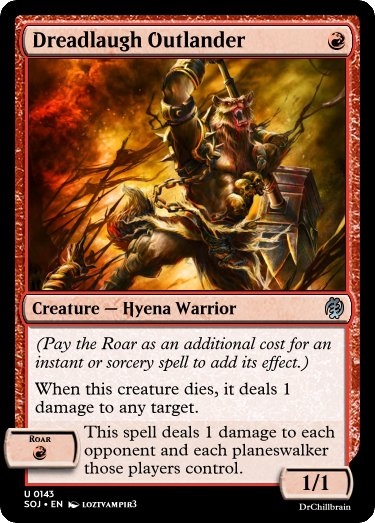 Dreadlaugh Outlander
Creature — Hyena Warrior
(Pay the Roar as an additional cost for an
instant or sorcery spell to add its effect.)
When this creature dies, it deals 1
damage to any target.
ROAR
This spell deals 1 damage to each
opponent and each planeswalker
those players control.
1/1
U 0143
SOJ • EN LOZTVAMPIR3
DrChillbrain